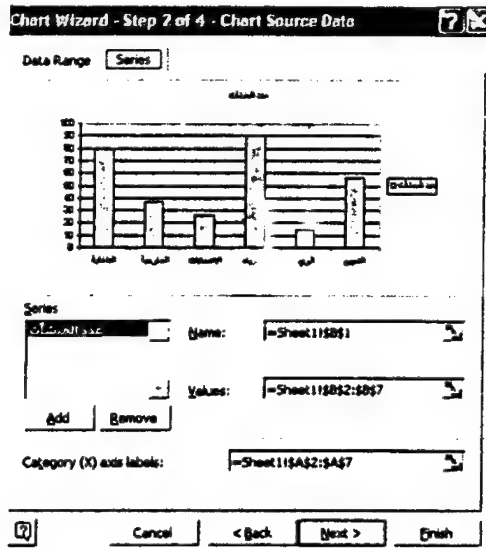 Chart Wizard - Step 2 of 4 - Chart Source Data
Data Range
Series
100
90
80
70
60
50
40
30
20
10
0
Series
Name:
=Sheet1!$B$1
Values:
=Sheet1!$B$2:$B$7
Add
Remove
Category (X) axis labels:
=Sheet1!$A$2:$A$7
Cancel
< Back
Next >
Finish